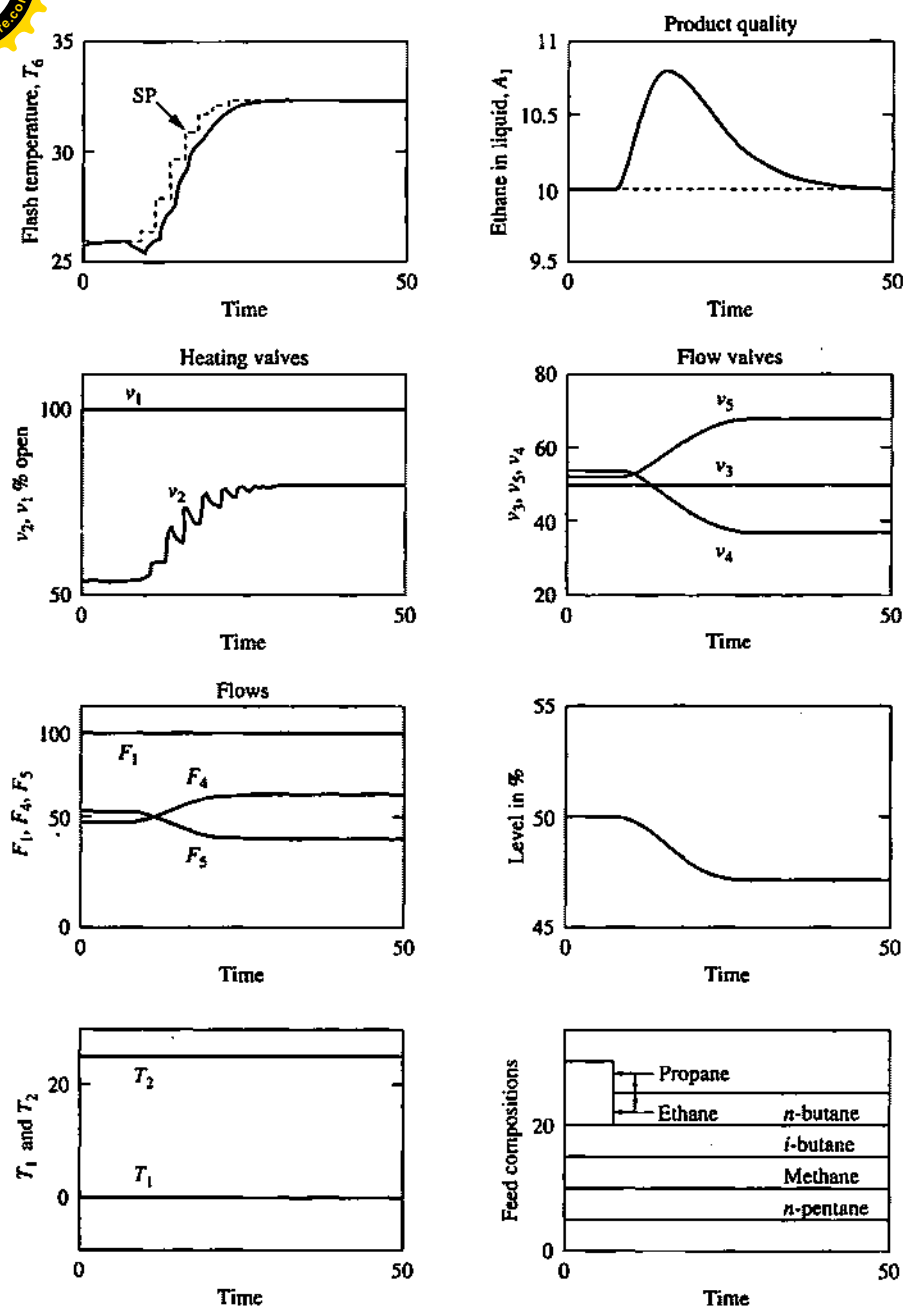 re.com
Product quality
Flash temperature, T6
35
30
25
SP
0
50
Time
Ethane in liquid, A1
11
10.5
10
9.5
0
50
Time
Heating valves
v2, v1 % open
100
50
v1
v2
0
50
Time
Flow valves
v3, v5, v4
80
60
40
20
v5
v3
v4
0
50
Time
Flows
F1, F4, F5
100
50
0
F1
F4
F5
0
50
Time
Level in %
55
50
45
0
50
Time
T1 and T2
20
0
T2
T1
0
50
Time
Feed compositions
20
0
Propane
Ethane
n-butane
i-butane
Methane
n-pentane
0
50
Time